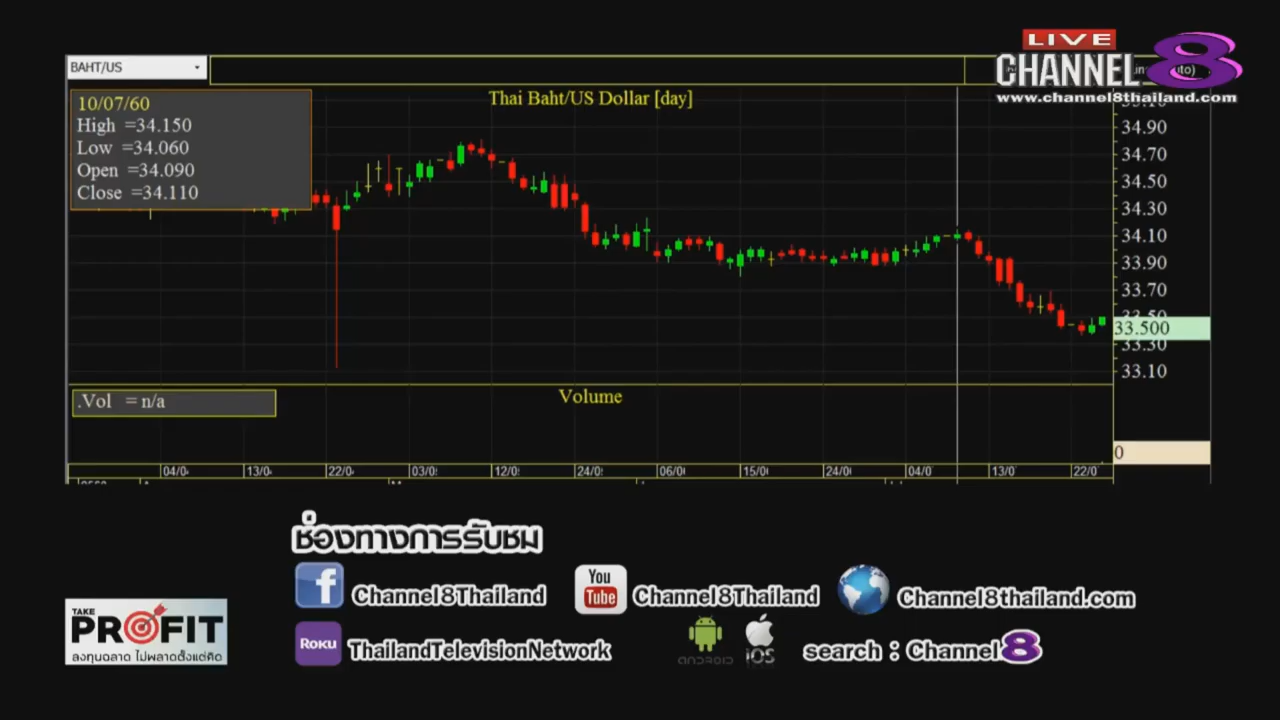 LIVE
CHANNEL 8
www.channel8thailand.com
BAHT/US
Thai Baht/US Dollar [day]
10/07/60
High =34.150
Low =34.060
Open =34.090
Close =34.110
34.90
34.70
34.50
34.30
34.10
33.90
33.70
33.50
33.500
33.30
33.10
.Vol = n/a
Volume
0
04/0 13/0 22/0 03/0 12/0 24/0 06/0 15/0 24/0 04/0 13/0 22/0
ช่องทางการรับชม
Channel8Thailand
You Tube Channel8Thailand
Channel8thailand.com
TAKE PROFIT
ลงทุนฉลาด ไม่พลาดตั้งแต่คิด
ROKU ThailandTelevisionNetwork
ANDROID iOS
search : Channel 8